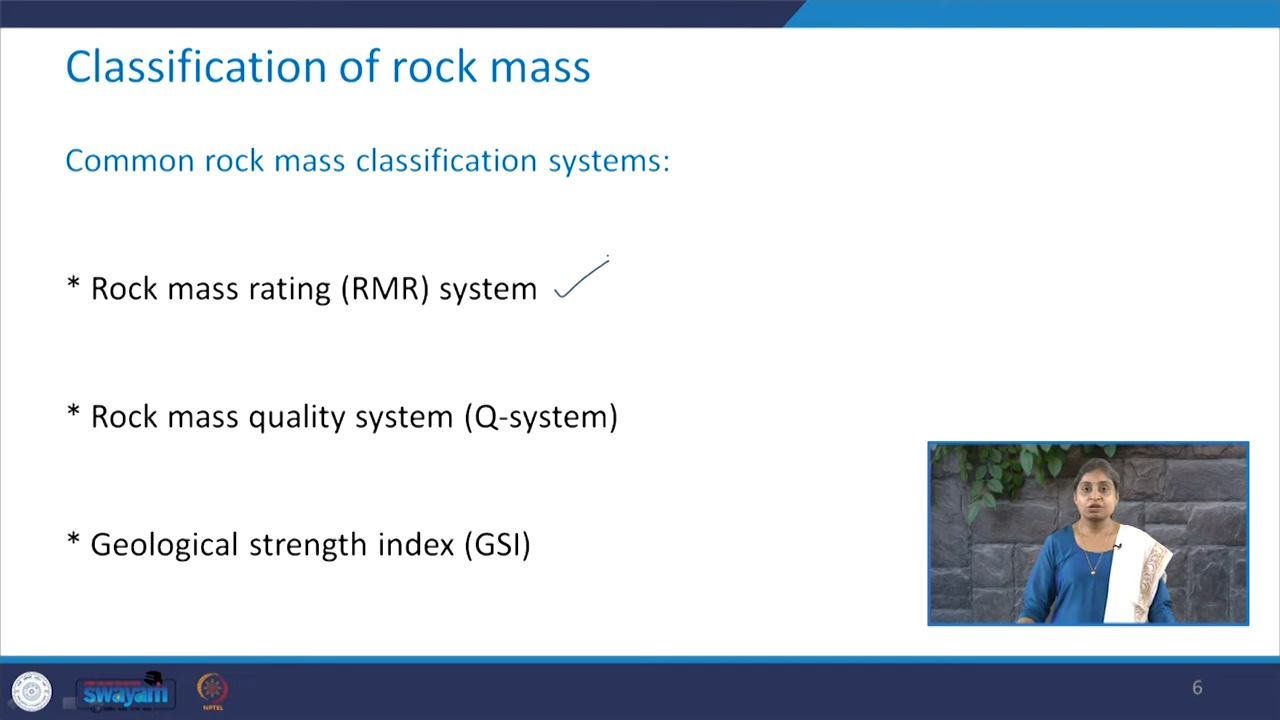 Classification of rock mass
Common rock mass classification systems:
* Rock mass rating (RMR) system
* Rock mass quality system (Q-system)
* Geological strength index (GSI)
swayam
NPTEL
6